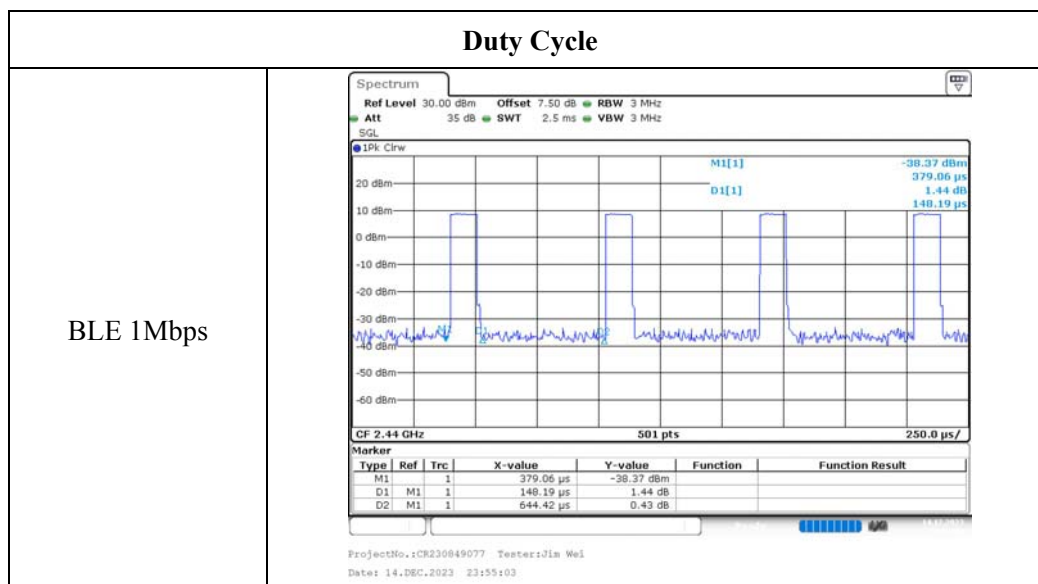 Duty Cycle
BLE 1Mbps
Spectrum
Ref Level 30.00 dBm Offset 7.50 dB RBW 3 MHz
Att 35 dB SWT 2.5 ms VBW 3 MHz
SGL
1Pk Clrw
M1[1] -38.37 dBm
379.06 µs
D1[1] 1.44 dB
148.19 µs
20 dBm
10 dBm
0 dBm
-10 dBm
-20 dBm
-30 dBm
-40 dBm
-50 dBm
-60 dBm
M1 D1 D2
CF 2.44 GHz 501 pts 250.0 µs/
Marker
Type Ref Trc X-value Y-value Function Function Result
M1 1 379.06 µs -38.37 dBm
D1 M1 1 148.19 µs 1.44 dB
D2 M1 1 644.42 µs 0.43 dB
ProjectNo.:CR230849077 Tester:Jim Wei
Date: 14.DEC.2023 23:55:03